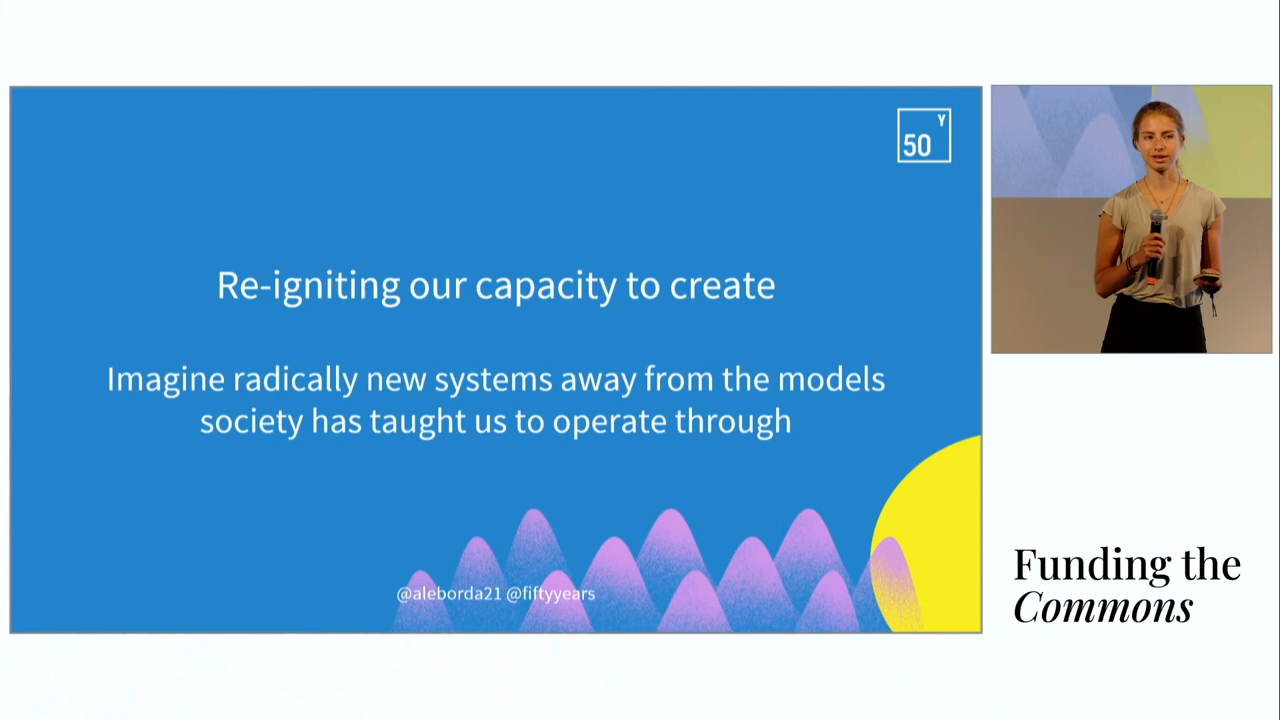 50 Y
Re-igniting our capacity to create
Imagine radically new systems away from the models
society has taught us to operate through
@aleborda21 @fiftyyears
Funding the
Commons